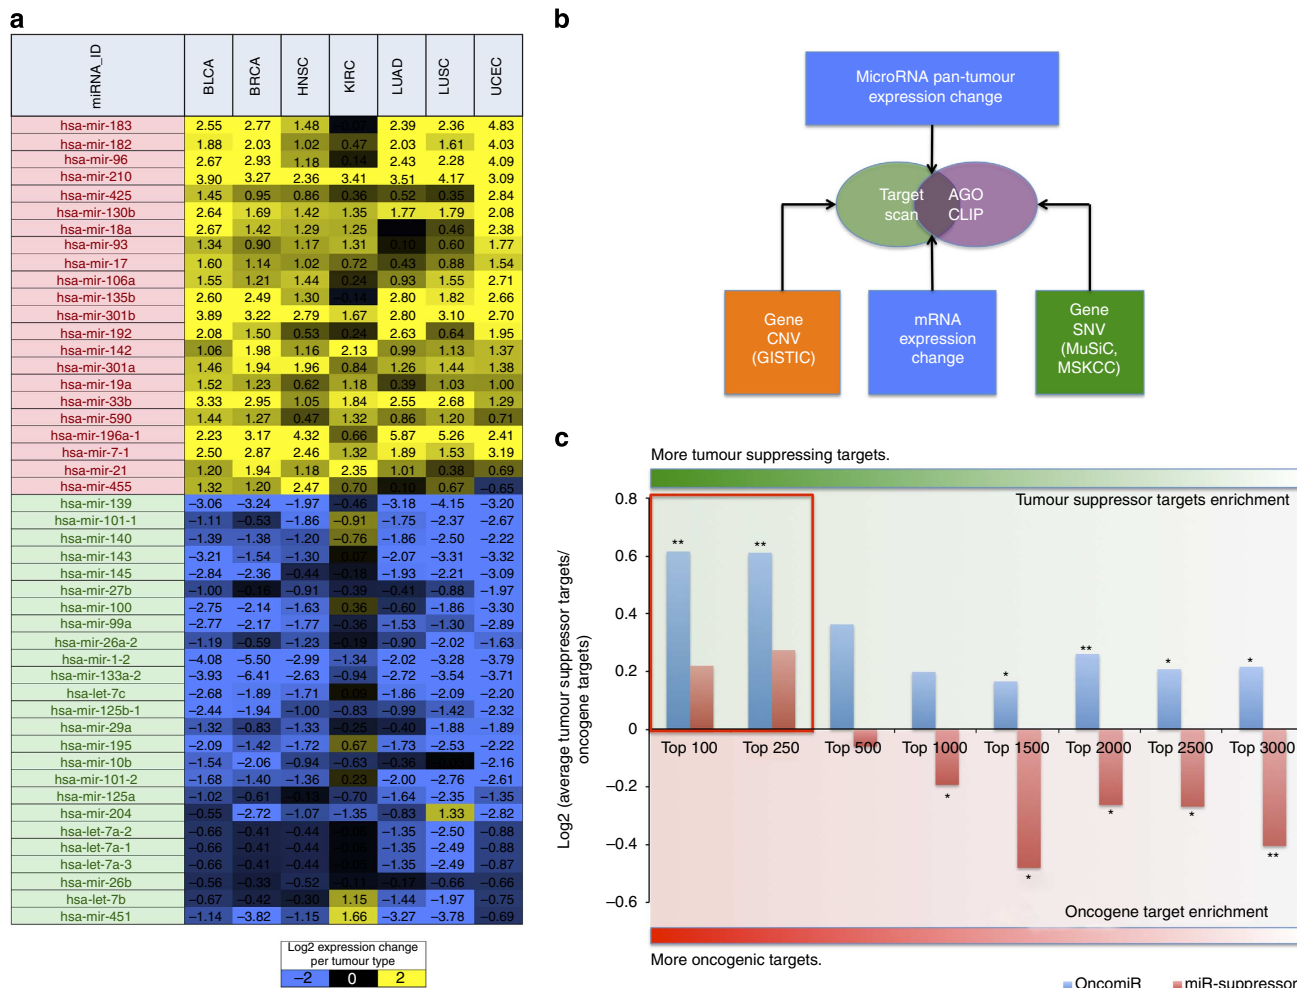 a
miRNA_ID BLCA BRCA HNSC KIRC LUAD LUSC UCEC
hsa-mir-183 2.55 2.77 1.48 2.39 2.36 4.83
hsa-mir-182 1.88 2.03 1.02 0.47 2.03 1.61 4.03
hsa-mir-96 2.67 2.93 1.18 0.14 2.43 2.28 4.09
hsa-mir-210 3.90 3.27 2.36 3.41 3.51 4.17 3.09
hsa-mir-425 1.45 0.95 0.86 0.36 0.52 0.35 2.84
hsa-mir-130b 2.64 1.69 1.42 1.35 1.77 1.79 2.08
hsa-mir-18a 2.67 1.42 1.29 1.25 0.46 2.38
hsa-mir-93 1.34 0.90 1.17 1.31 0.10 0.60 1.77
hsa-mir-17 1.60 1.14 1.02 0.72 0.43 0.88 1.54
hsa-mir-106a 1.55 1.21 1.44 0.24 0.93 1.55 2.71
hsa-mir-135b 2.60 2.49 1.30 −0.14 2.80 1.82 2.66
hsa-mir-301b 3.89 3.22 2.79 1.67 2.80 3.10 2.70
hsa-mir-192 2.08 1.50 0.53 0.24 2.63 0.64 1.95
hsa-mir-142 1.06 1.98 1.16 2.13 0.99 1.13 1.37
hsa-mir-301a 1.46 1.94 1.96 0.84 1.26 1.44 1.38
hsa-mir-19a 1.52 1.23 0.62 1.18 0.39 1.03 1.00
hsa-mir-33b 3.33 2.95 1.05 1.84 2.55 2.68 1.29
hsa-mir-590 1.44 1.27 0.47 1.32 0.86 1.20 0.71
hsa-mir-196a-1 2.23 3.17 4.32 0.66 5.87 5.26 2.41
hsa-mir-7-1 2.50 2.87 2.46 1.32 1.89 1.53 3.19
hsa-mir-21 1.20 1.94 1.18 2.35 1.01 0.38 0.69
hsa-mir-455 1.32 1.20 2.47 0.70 0.10 0.67 −0.65
hsa-mir-139 −3.06 −3.24 −1.97 −0.46 −3.18 −4.15 −3.20
hsa-mir-101-1 −1.11 −0.53 −1.86 −0.91 −1.75 −2.37 −2.67
hsa-mir-140 −1.39 −1.38 −1.20 −0.76 −1.86 −2.50 −2.22
hsa-mir-143 −3.21 −1.54 −1.30 0.07 −2.07 −3.31 −3.32
hsa-mir-145 −2.84 −2.36 −0.44 −0.18 −1.93 −2.21 −3.09
hsa-mir-27b −1.00 −0.16 −0.91 −0.39 −0.41 −0.88 −1.97
hsa-mir-100 −2.75 −2.14 −1.63 0.36 −0.60 −1.86 −3.30
hsa-mir-99a −2.77 −2.17 −1.77 −0.36 −1.53 −1.30 −2.89
hsa-mir-26a-2 −1.19 −0.59 −1.23 −0.19 −0.90 −2.02 −1.63
hsa-mir-1-2 −4.08 −5.50 −2.99 −1.34 −2.02 −3.28 −3.79
hsa-mir-133a-2 −3.93 −6.41 −2.63 −0.94 −2.72 −3.54 −3.71
hsa-let-7c −2.68 −1.89 −1.71 0.09 −1.86 −2.09 −2.20
hsa-mir-125b-1 −2.44 −1.94 −1.00 −0.83 −0.99 −1.42 −2.32
hsa-mir-29a −1.32 −0.83 −1.33 −0.25 −0.40 −1.88 −1.89
hsa-mir-195 −2.09 −1.42 −1.72 0.67 −1.73 −2.53 −2.22
hsa-mir-10b −1.54 −2.06 −0.94 −0.63 −0.36 −2.16
hsa-mir-101-2 −1.68 −1.40 −1.36 0.23 −2.00 −2.76 −2.61
hsa-mir-125a −1.02 −0.61 −0.13 −0.70 −1.64 −2.35 −1.35
hsa-mir-204 −0.55 −2.72 −1.07 −1.35 −0.83 1.33 −2.82
hsa-let-7a-2 −0.66 −0.41 −0.44 −1.35 −2.50 −0.88
hsa-let-7a-1 −0.66 −0.41 −0.44 −1.35 −2.49 −0.88
hsa-let-7a-3 −0.66 −0.41 −0.44 −1.35 −2.49 −0.87
hsa-mir-26b −0.56 −0.33 −0.52 −0.11 −0.17 −0.66 −0.66
hsa-let-7b −0.67 −0.42 −0.30 1.15 −1.44 −1.97 −0.75
hsa-mir-451 −1.14 −3.82 −1.15 1.66 −3.27 −3.78 −0.69
Log2 expression change
per tumour type
−2 0 2
b
MicroRNA pan-tumour
expression change
Target
scan
AGO
CLIP
Gene
CNV
(GISTIC)
mRNA
expression
change
Gene
SNV
(MuSiC,
MSKCC)
c
More tumour suppressing targets.
Tumour suppressor targets enrichment
Log2 (average tumour suppressor targets/
oncogene targets)
0.8
0.6
0.4
0.2
0
−0.2
−0.4
−0.6
** ** * ** * *
Top 100 Top 250 Top 500 Top 1000 Top 1500 Top 2000 Top 2500 Top 3000
* * * * **
Oncogene target enrichment
More oncogenic targets.
OncomiR miR-suppressor